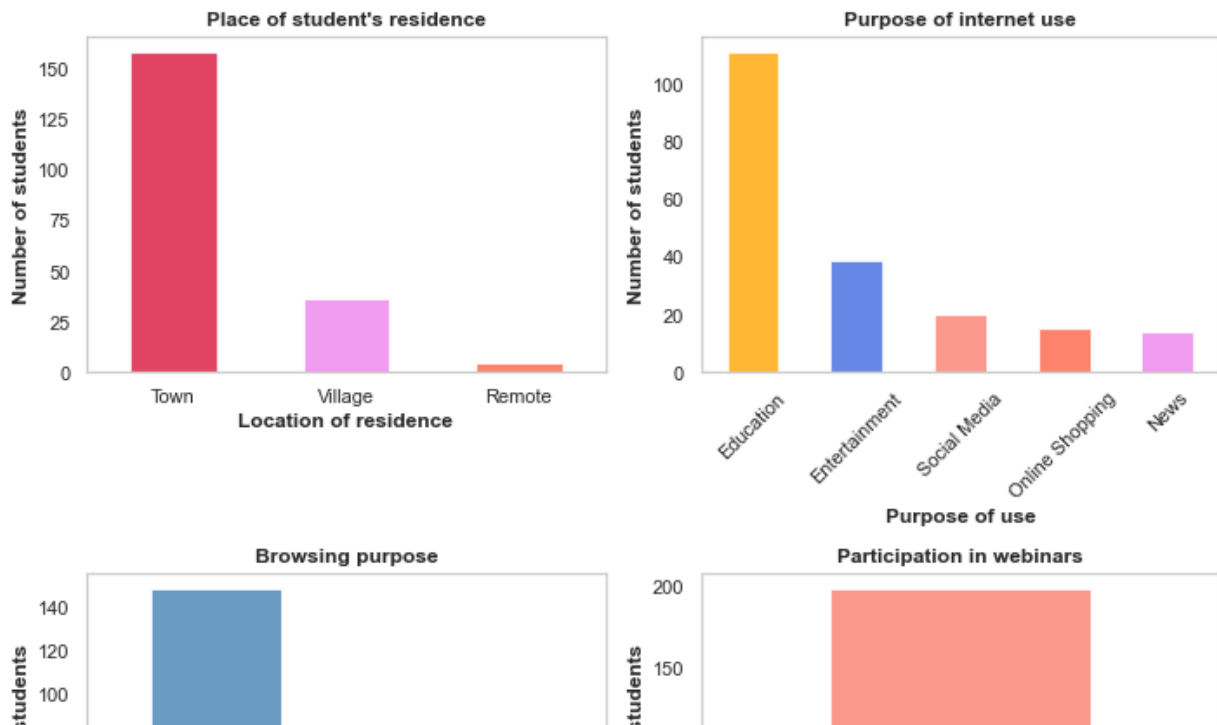 Place of student's residence
150
125
100
75
50
25
0
Number of students
Town Village Remote
Location of residence
Purpose of internet use
100
80
60
40
20
0
Number of students
Education Entertainment Social Media Online Shopping News
Purpose of use
Browsing purpose
140
120
100
students
Participation in webinars
200
150
students